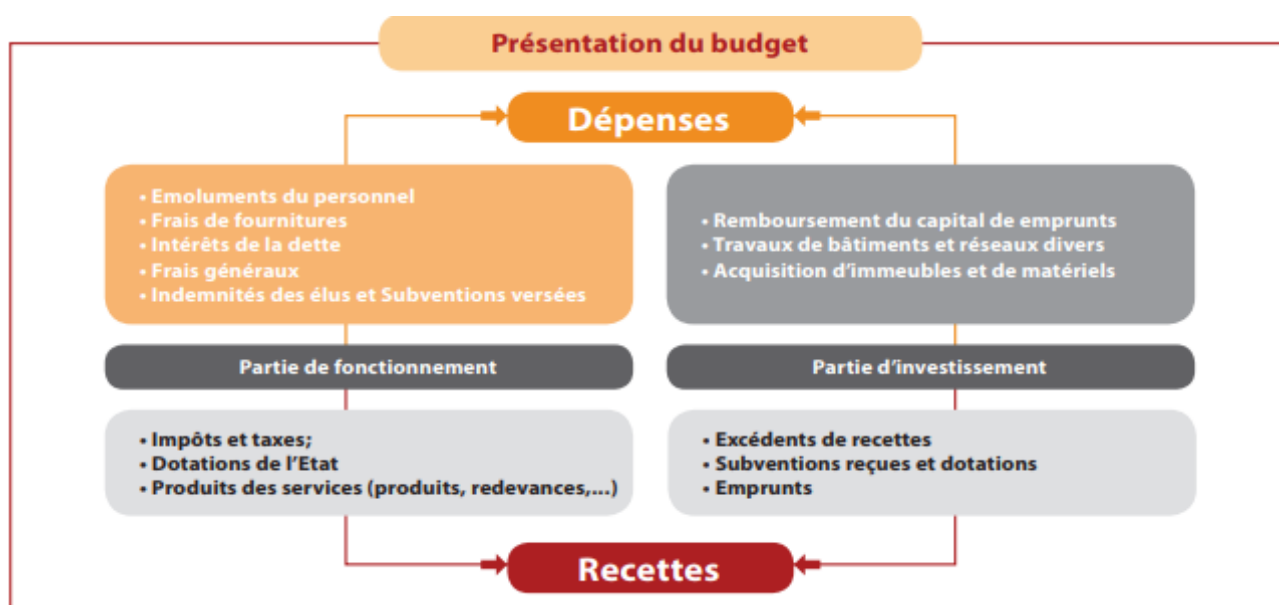 Présentation du budget
Dépenses
• Emoluments du personnel
• Frais de fournitures
• Intérêts de la dette
• Frais généraux
• Indemnités des élus et Subventions versées
• Remboursement du capital de emprunts
• Travaux de bâtiments et réseaux divers
• Acquisition d'immeubles et de matériels
Partie de fonctionnement
Partie d'investissement
• Impôts et taxes;
• Dotations de l'Etat
• Produits des services (produits, redevances,...)
• Excédents de recettes
• Subventions reçues et dotations
• Emprunts
Recettes